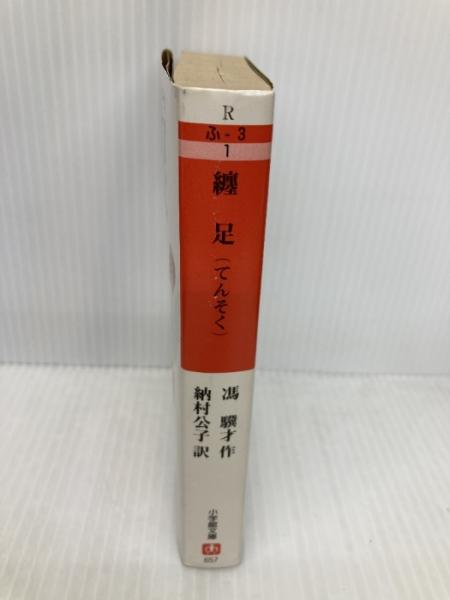 R
ふ-3
1
纏足(てんそく)
馮 驥才 作
納村公子 訳
小学館文庫
657